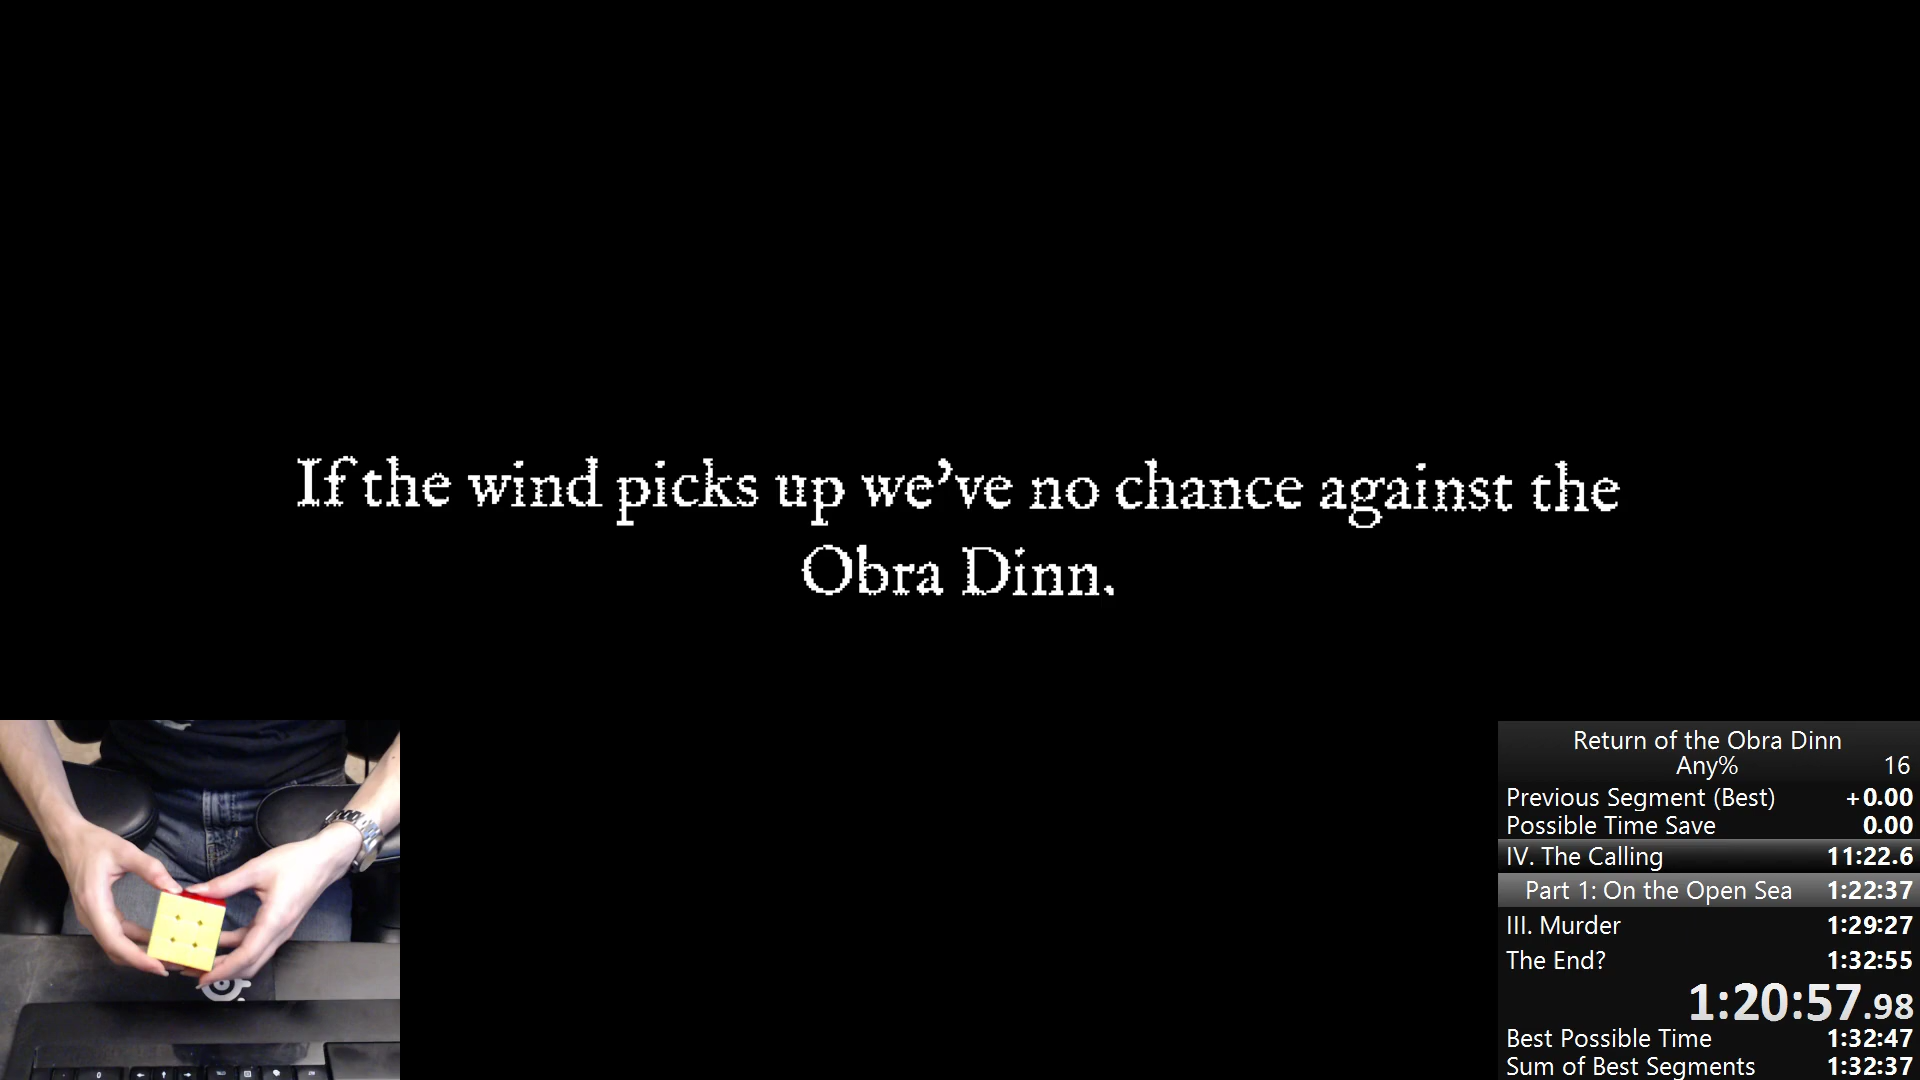 If the wind picks up we've no chance against the
Obra Dinn.
Return of the Obra Dinn
Any% 16
Previous Segment (Best) +0.00
Possible Time Save 0.00
IV. The Calling 11:22.6
Part 1: On the Open Sea 1:22:37
III. Murder 1:29:27
The End? 1:32:55
1:20:57.98
Best Possible Time 1:32:47
Sum of Best Segments 1:32:37